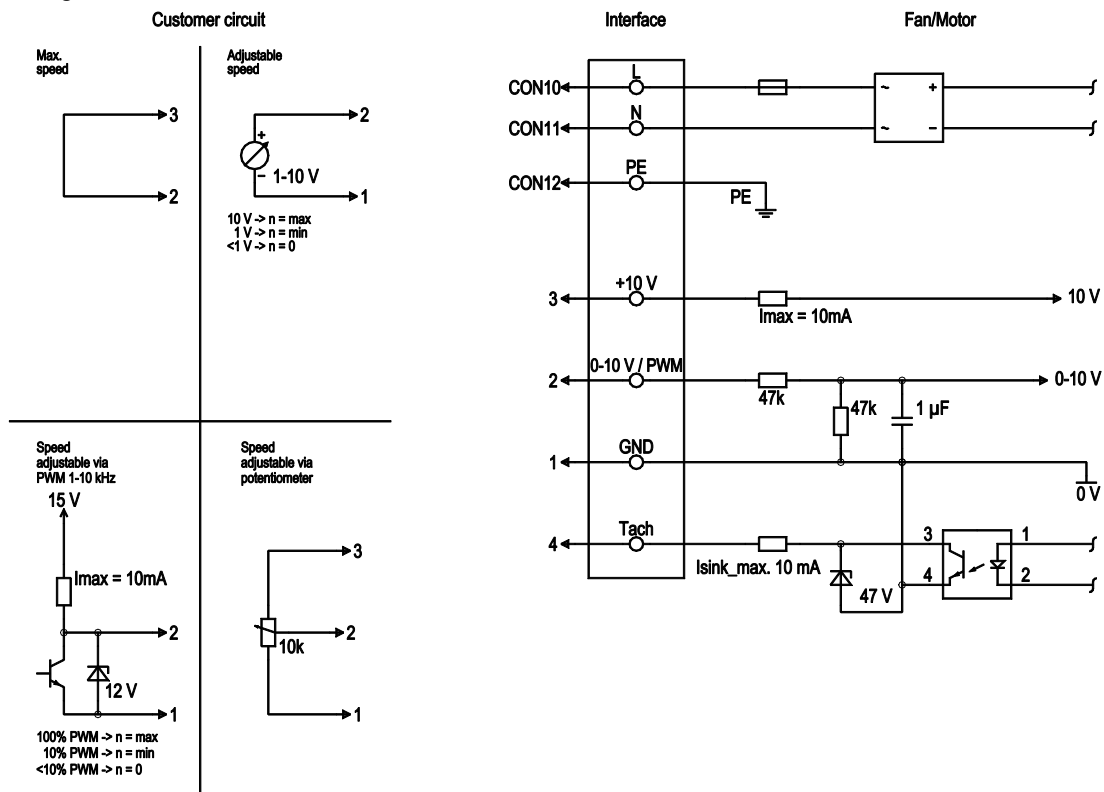 Customer circuit
Interface
Fan/Motor
Max.
speed
3
2
Adjustable
speed
2
+
– 1-10 V
1
10 V -> n = max
1 V -> n = min
<1 V -> n = 0
Speed
adjustable via
PWM 1-10 kHz
15 V
Imax = 10mA
2
12 V
1
100% PWM -> n = max
10% PWM -> n = min
<10% PWM -> n = 0
Speed
adjustable via
potentiometer
3
2
10k
1
CON10
L
~
+
CON11
N
~
–
CON12
PE
PE
3
+10 V
Imax = 10mA
10 V
2
0-10 V / PWM
47k
0-10 V
47k
1 µF
1
GND
0 V
4
Tach
Isink_max. 10 mA
47 V
3
4
1
2